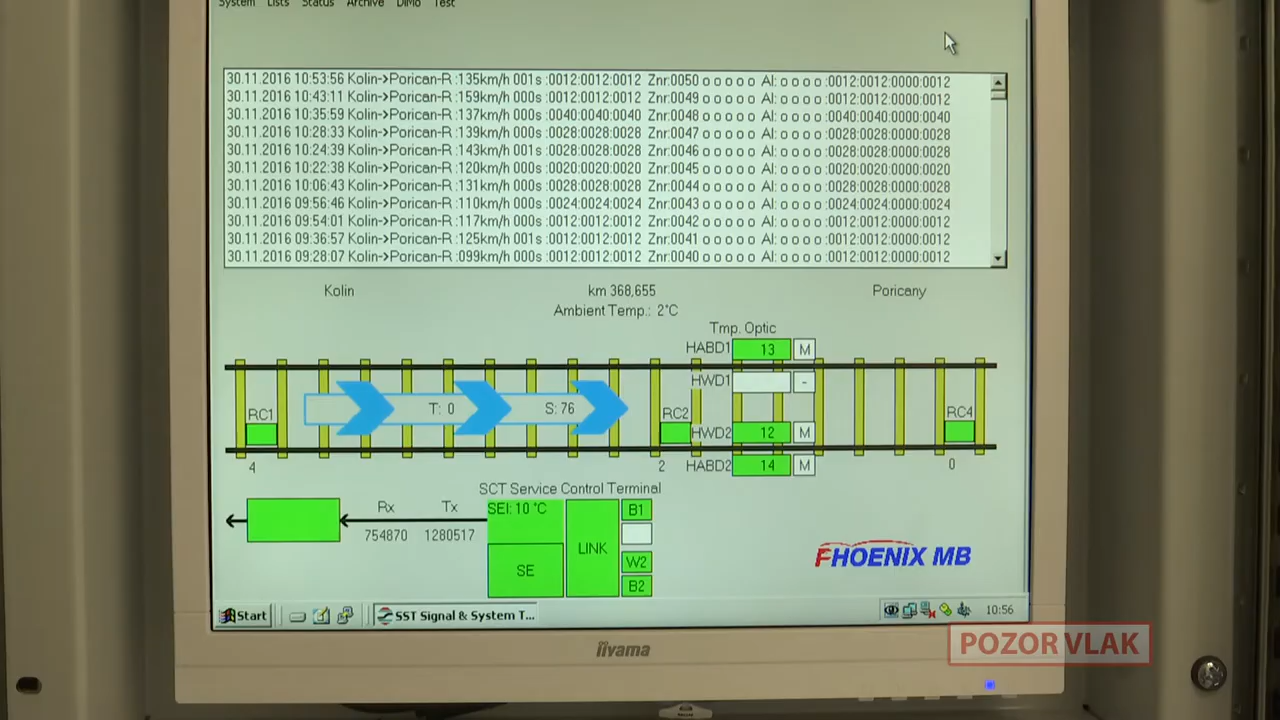 System Lists Status Archive DiMo Test
30.11.2016 10:53:56 Kolin->Porican-R :135km/h 001s :0012:0012:0012 Znr:0050 o o o o o Al: o o o o :0012:0012:0000:0012
30.11.2016 10:43:11 Kolin->Porican-R :159km/h 000s :0012:0012:0012 Znr:0049 o o o o o Al: o o o o :0012:0012:0000:0012
30.11.2016 10:35:59 Kolin->Porican-R :137km/h 000s :0040:0040:0040 Znr:0048 o o o o o Al: o o o o :0040:0040:0000:0040
30.11.2016 10:28:33 Kolin->Porican-R :139km/h 000s :0028:0028:0028 Znr:0047 o o o o o Al: o o o o :0028:0028:0000:0028
30.11.2016 10:24:39 Kolin->Porican-R :143km/h 001s :0028:0028:0028 Znr:0046 o o o o o Al: o o o o :0028:0028:0000:0028
30.11.2016 10:22:38 Kolin->Porican-R :120km/h 000s :0020:0020:0020 Znr:0045 o o o o o Al: o o o o :0020:0020:0000:0020
30.11.2016 10:06:43 Kolin->Porican-R :131km/h 000s :0028:0028:0028 Znr:0044 o o o o o Al: o o o o :0028:0028:0000:0028
30.11.2016 09:56:46 Kolin->Porican-R :110km/h 000s :0024:0024:0024 Znr:0043 o o o o o Al: o o o o :0024:0024:0000:0024
30.11.2016 09:54:01 Kolin->Porican-R :117km/h 000s :0012:0012:0012 Znr:0042 o o o o o Al: o o o o :0012:0012:0000:0012
30.11.2016 09:36:57 Kolin->Porican-R :125km/h 001s :0012:0012:0012 Znr:0041 o o o o o Al: o o o o :0012:0012:0000:0012
30.11.2016 09:28:07 Kolin->Porican-R :099km/h 000s :0012:0012:0012 Znr:0040 o o o o o Al: o o o o :0012:0012:0000:0012
Kolin km 368,655 Poricany
Ambient Temp.: 2°C
Tmp. Optic
HABD1 13 M
HWD1 -
T: 0 S: 76
RC1 RC2 RC4
HWD2 12 M
4 2 HABD2 14 M 0
SCT Service Control Terminal
Rx Tx SEI: 10 °C B1
754870 1280517
LINK
SE W2
B2
PHOENIX MB
Start SST Signal & System T... 10:56
iiyama
POZOR VLAK